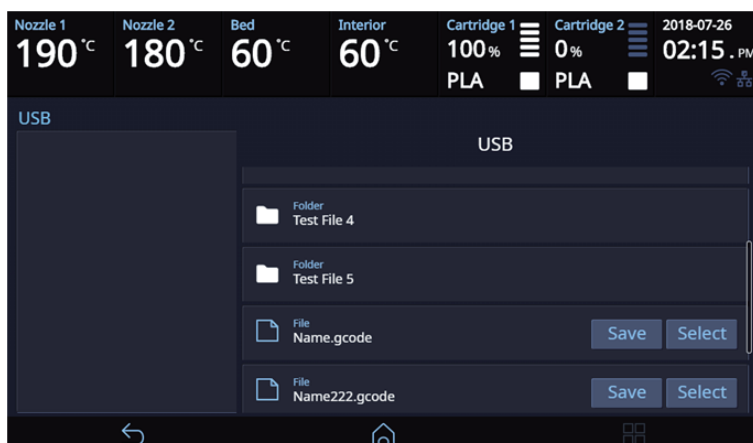 Nozzle 1 Nozzle 2 Bed Interior Cartridge 1 Cartridge 2 2018-07-26
190 °C 180 °C 60 °C 60 °C 100 % 0 % 02:15 . PM
PLA PLA
USB
USB
Folder
Test File 4
Folder
Test File 5
File
Name.gcode
Save Select
File
Name222.gcode
Save Select